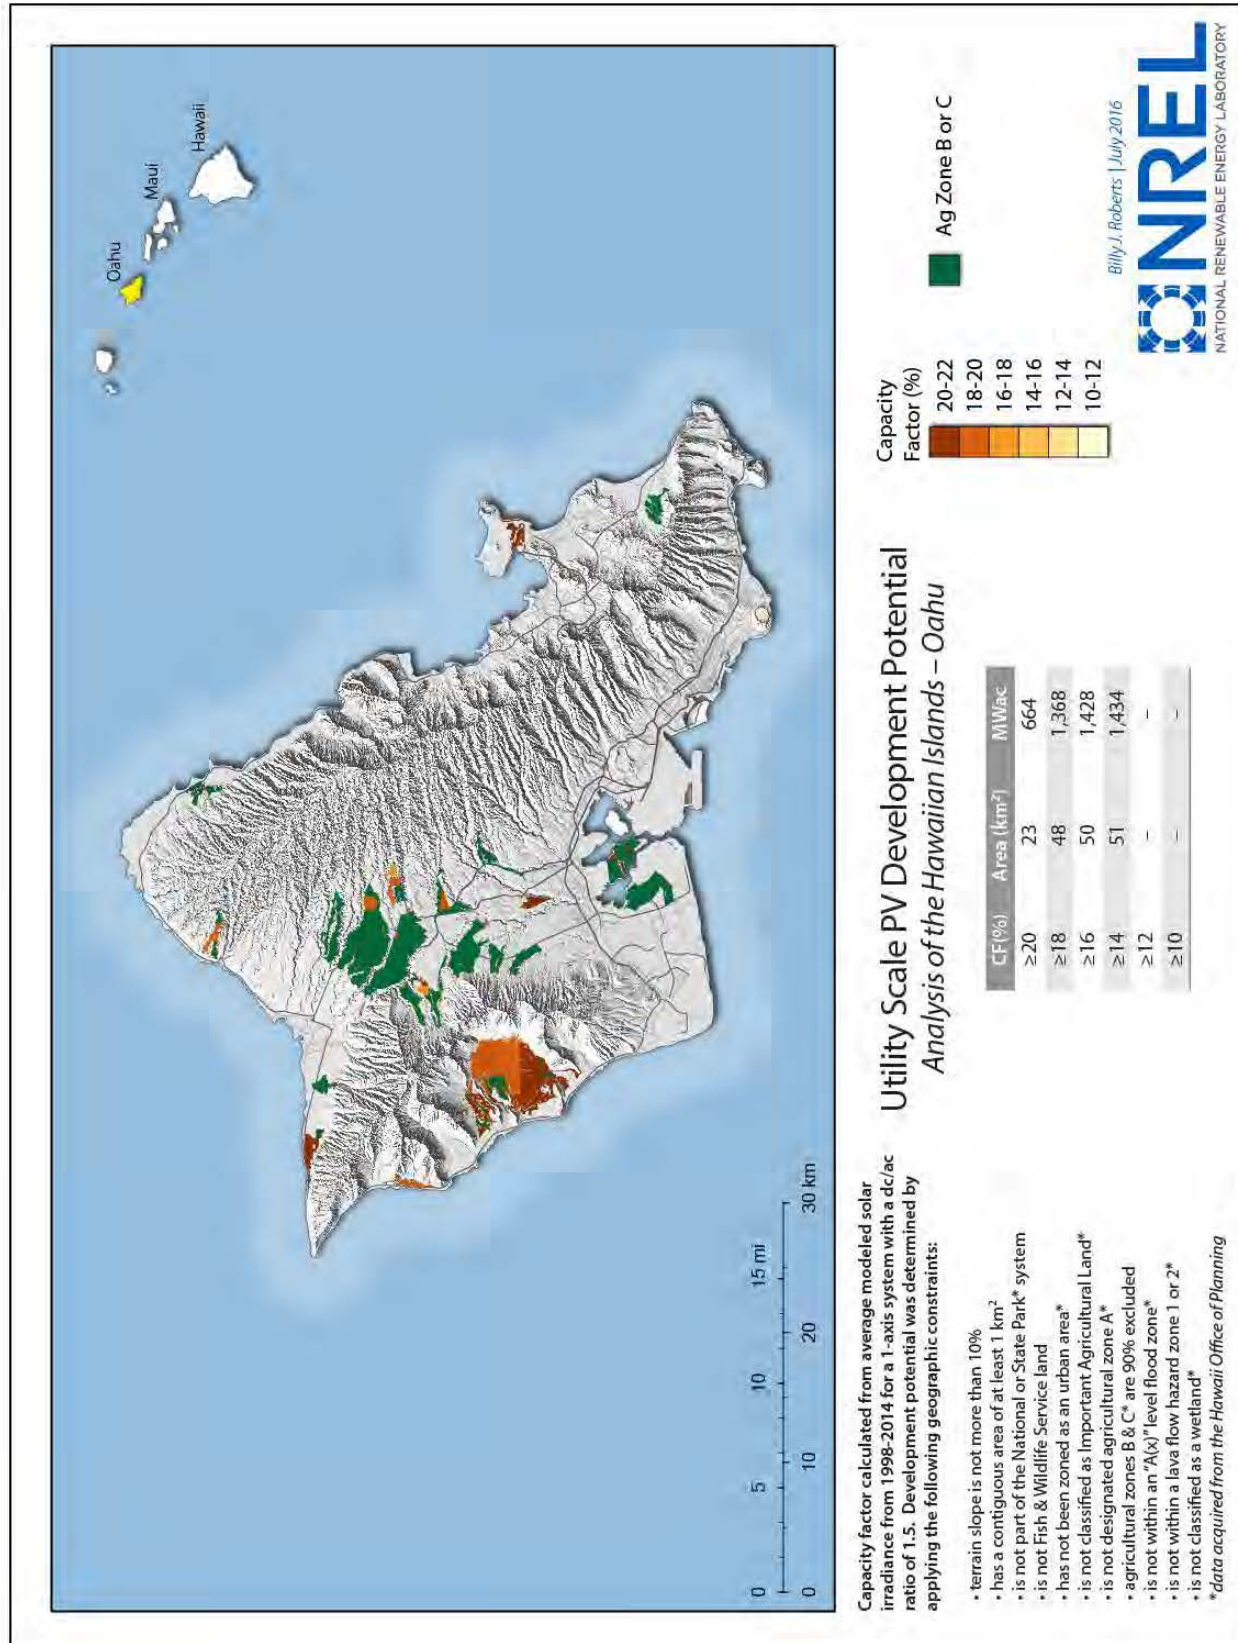 Oahu
Maui
Hawaii
0 5 10 15 mi
0 10 20 30 km
Capacity factor calculated from average modeled solar
irradiance from 1998-2014 for a 1-axis system with a dc/ac
ratio of 1.5. Development potential was determined by
applying the following geographic constraints:
• terrain slope is not more than 10%
• has a contiguous area of at least 1 km²
• is not part of the National or State Park* system
• is not Fish & Wildlife Service land
• has not been zoned as an urban area*
• is not classified as Important Agricultural Land*
• is not designated agricultural zone A*
• agricultural zones B & C* are 90% excluded
• is not within an "A(x)" level flood zone*
• is not within a lava flow hazard zone 1 or 2*
• is not classified as a wetland*
*data acquired from the Hawaii Office of Planning
Utility Scale PV Development Potential
Analysis of the Hawaiian Islands – Oahu
CF(%) Area (km²) MWac
≥20 23 664
≥18 48 1,368
≥16 50 1,428
≥14 51 1,434
≥12 – –
≥10 – –
Capacity
Factor (%)
20-22
18-20
16-18
14-16
12-14
10-12
Ag Zone B or C
Billy J. Roberts | July 2016
NREL
NATIONAL RENEWABLE ENERGY LABORATORY